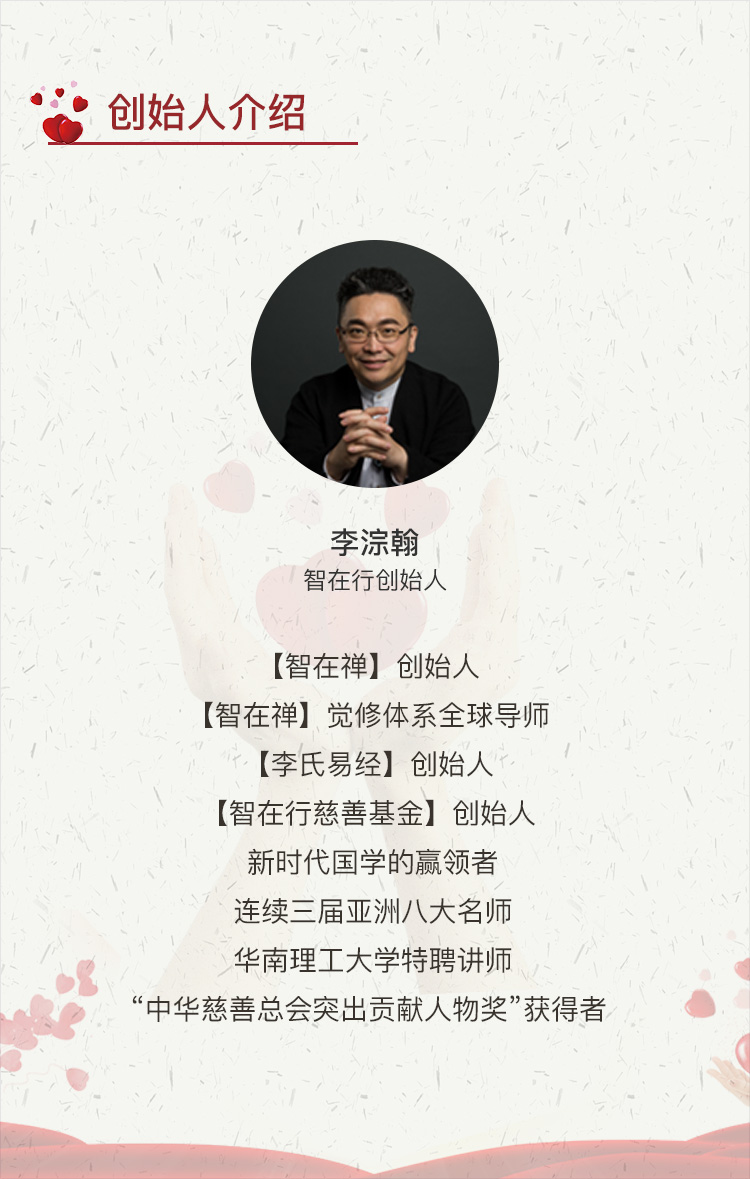 创始人介绍
李淙翰
智在行创始人
【智在禅】创始人
【智在禅】觉修体系全球导师
【李氏易经】创始人
【智在行慈善基金】创始人
新时代国学的赢领者
连续三届亚洲八大名师
华南理工大学特聘讲师
“中华慈善总会突出贡献人物奖”获得者